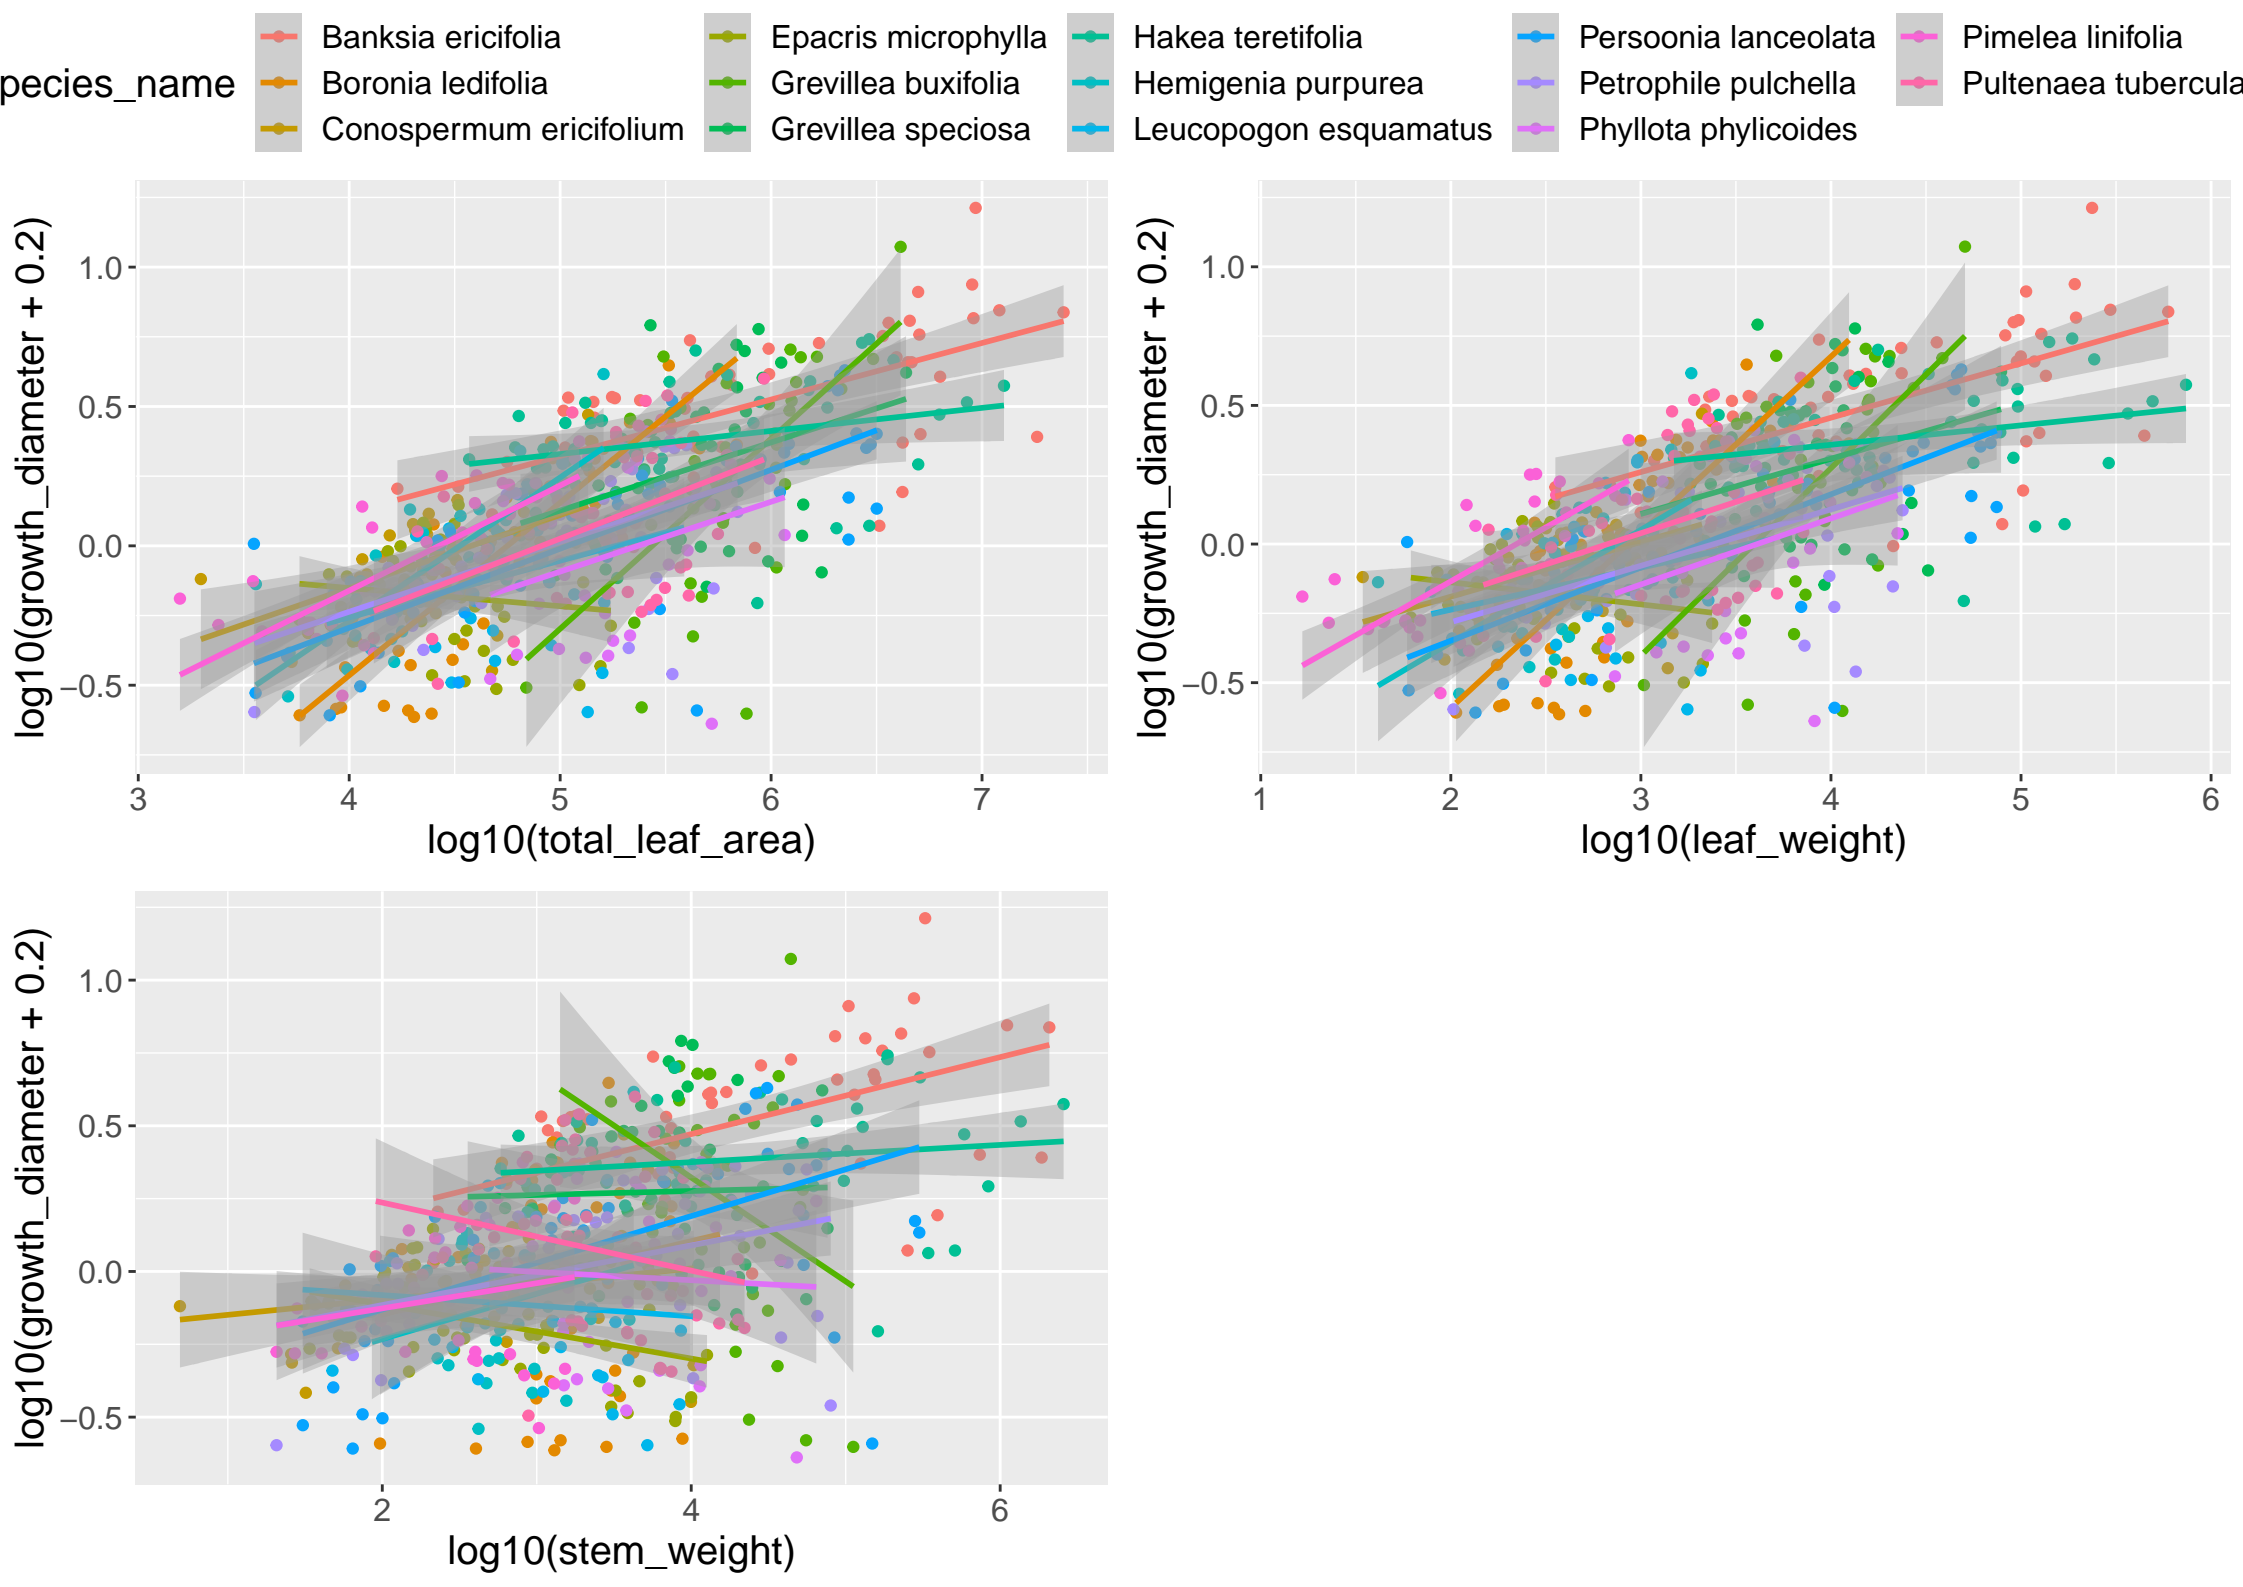 pecies_name
Banksia ericifolia
Boronia ledifolia
Conospermum ericifolium
Epacris microphylla
Grevillea buxifolia
Grevillea speciosa
Hakea teretifolia
Hemigenia purpurea
Leucopogon esquamatus
Persoonia lanceolata
Petrophile pulchella
Phyllota phylicoides
Pimelea linifolia
Pultenaea tubercula
log10(growth_diameter + 0.2)
1.0
0.5
0.0
−0.5
3 4 5 6 7
log10(total_leaf_area)
log10(growth_diameter + 0.2)
1.0
0.5
0.0
−0.5
1 2 3 4 5 6
log10(leaf_weight)
log10(growth_diameter + 0.2)
1.0
0.5
0.0
−0.5
2 4 6
log10(stem_weight)